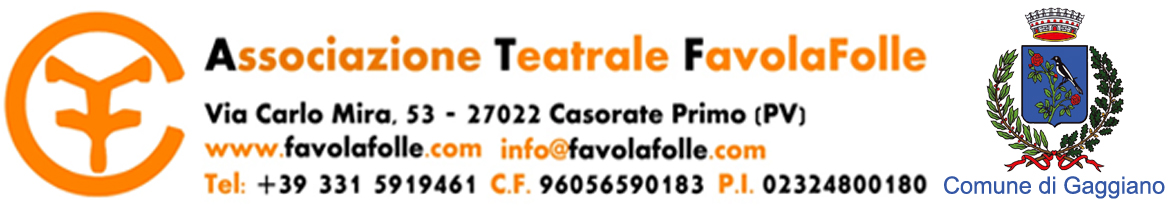 Associazione Teatrale FavolaFolle
Via Carlo Mira, 53 - 27022 Casorate Primo (PV)
www.favolafolle.com info@favolafolle.com
Tel: +39 331 5919461 C.F. 96056590183 P.I. 02324800180
Comune di Gaggiano